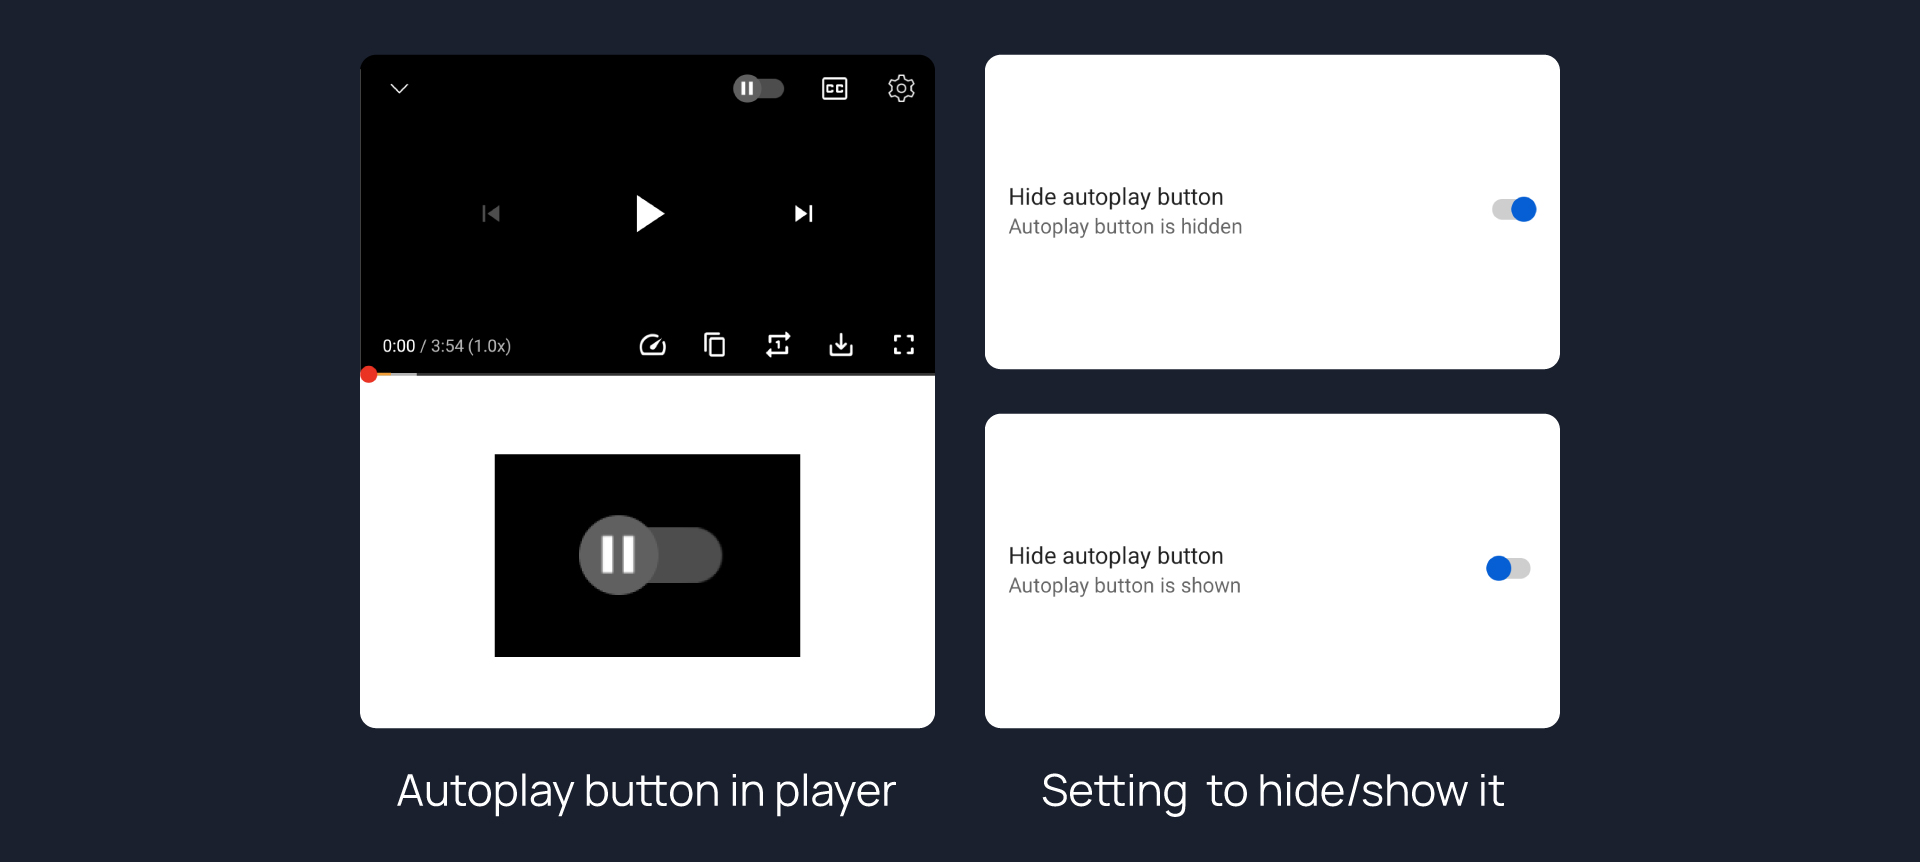 CC
0:00 / 3:54 (1.0x)
1
Autoplay button in player
Hide autoplay button
Autoplay button is hidden
Hide autoplay button
Autoplay button is shown
Setting to hide/show it